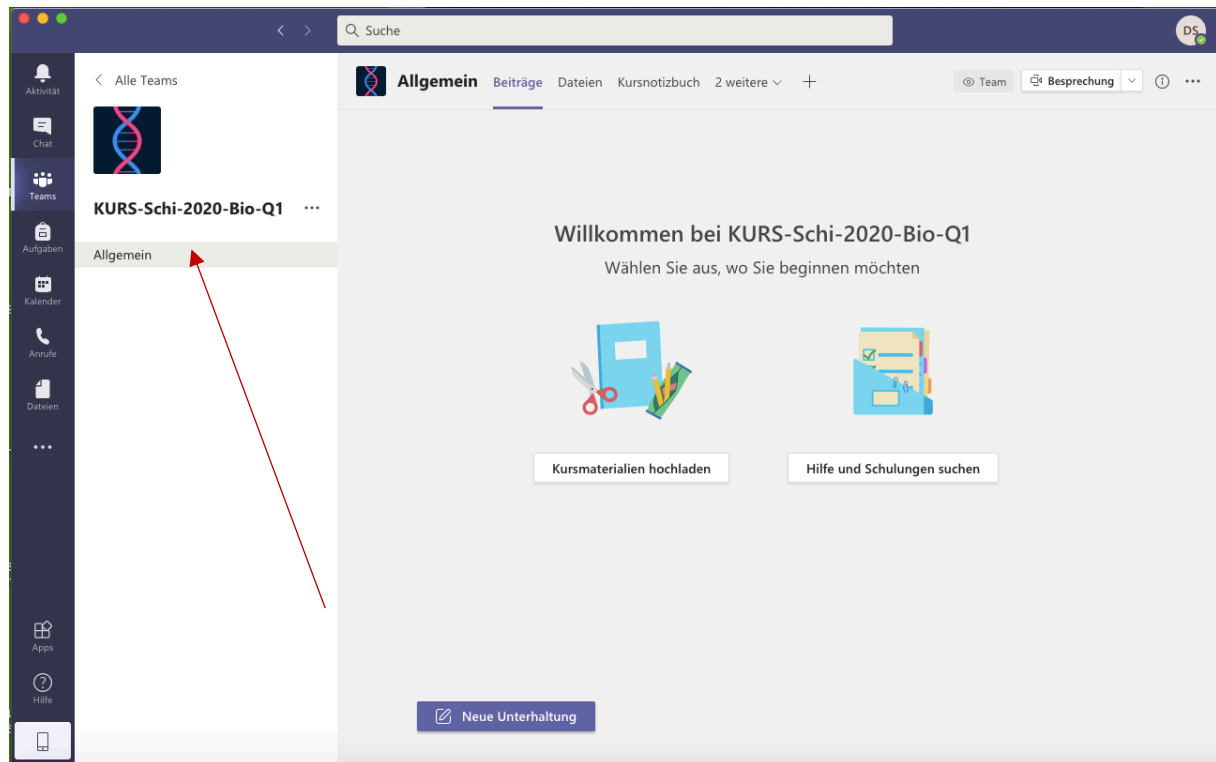 Suche
DS
Aktivität
Chat
Teams
Aufgaben
Kalender
Anrufe
Dateien
Apps
Hilfe
Alle Teams
KURS-Schi-2020-Bio-Q1
Allgemein
Allgemein Beiträge Dateien Kursnotizbuch 2 weitere
Team Besprechung
Willkommen bei KURS-Schi-2020-Bio-Q1
Wählen Sie aus, wo Sie beginnen möchten
Kursmaterialien hochladen
Hilfe und Schulungen suchen
Neue Unterhaltung